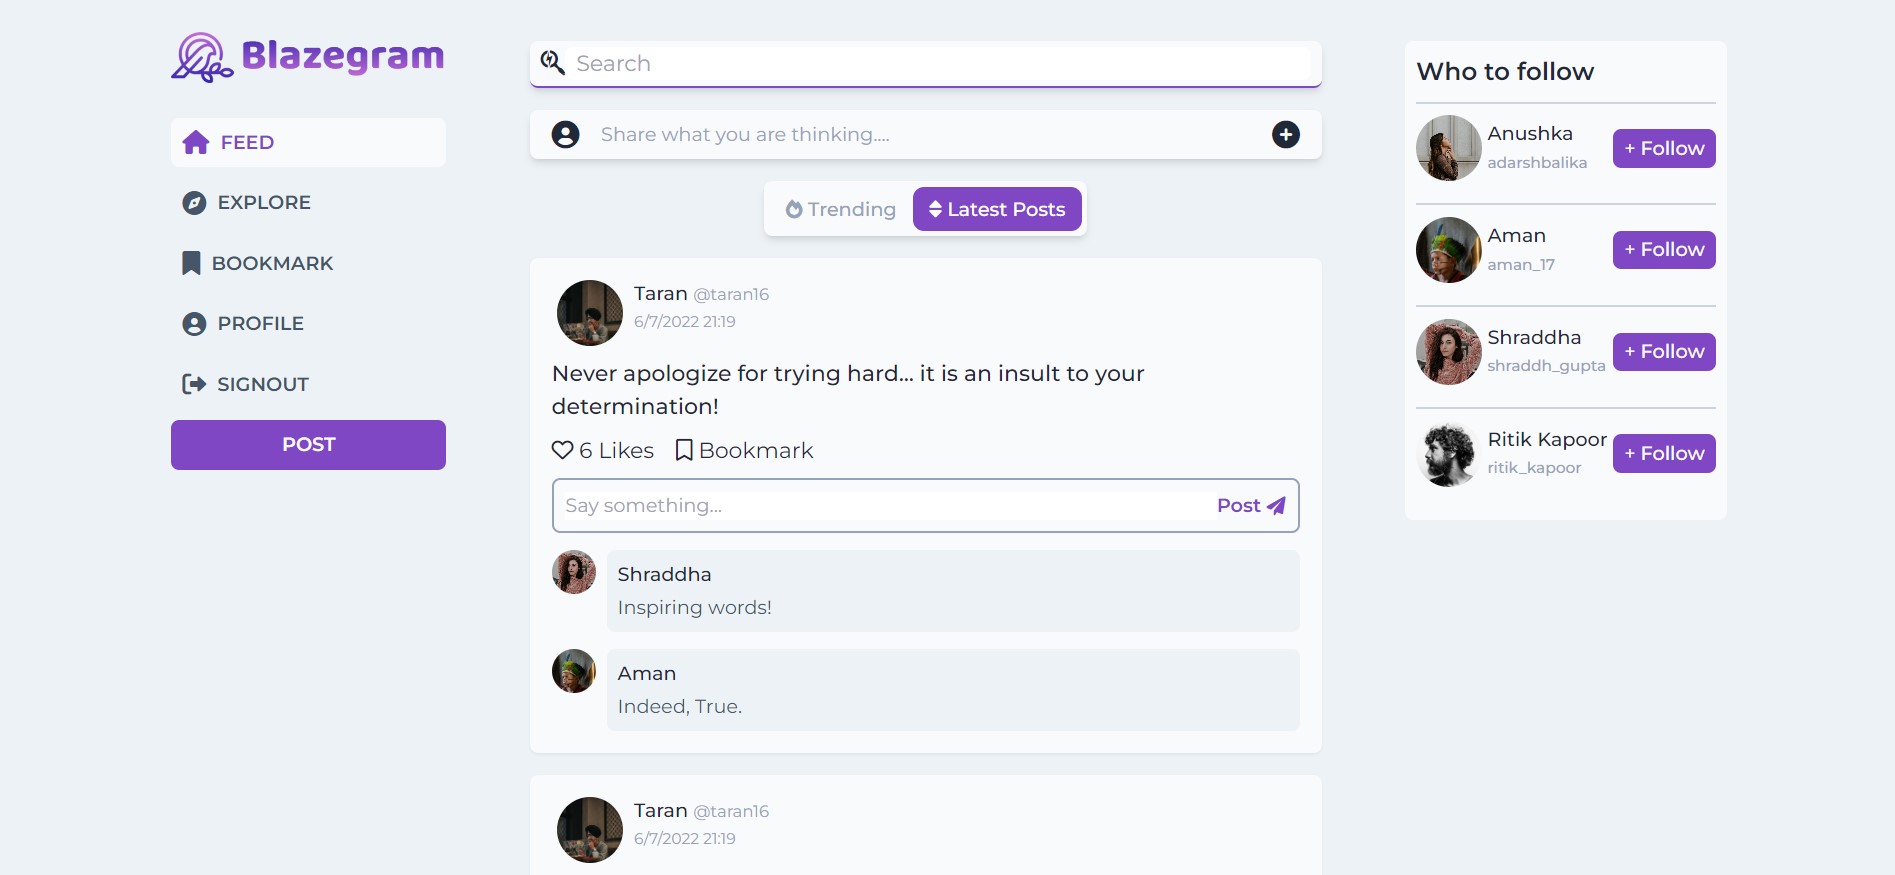 Blazegram
FEED
EXPLORE
BOOKMARK
PROFILE
SIGNOUT
POST
Search
Share what you are thinking....
Trending
Latest Posts
Taran @taran16
6/7/2022 21:19
Never apologize for trying hard... it is an insult to your
determination!
6 Likes Bookmark
Say something... Post
Shraddha
Inspiring words!
Aman
Indeed, True.
Taran @taran16
6/7/2022 21:19
Who to follow
Anushka
adarshbalika
+ Follow
Aman
aman_17
+ Follow
Shraddha
shraddh_gupta
+ Follow
Ritik Kapoor
ritik_kapoor
+ Follow